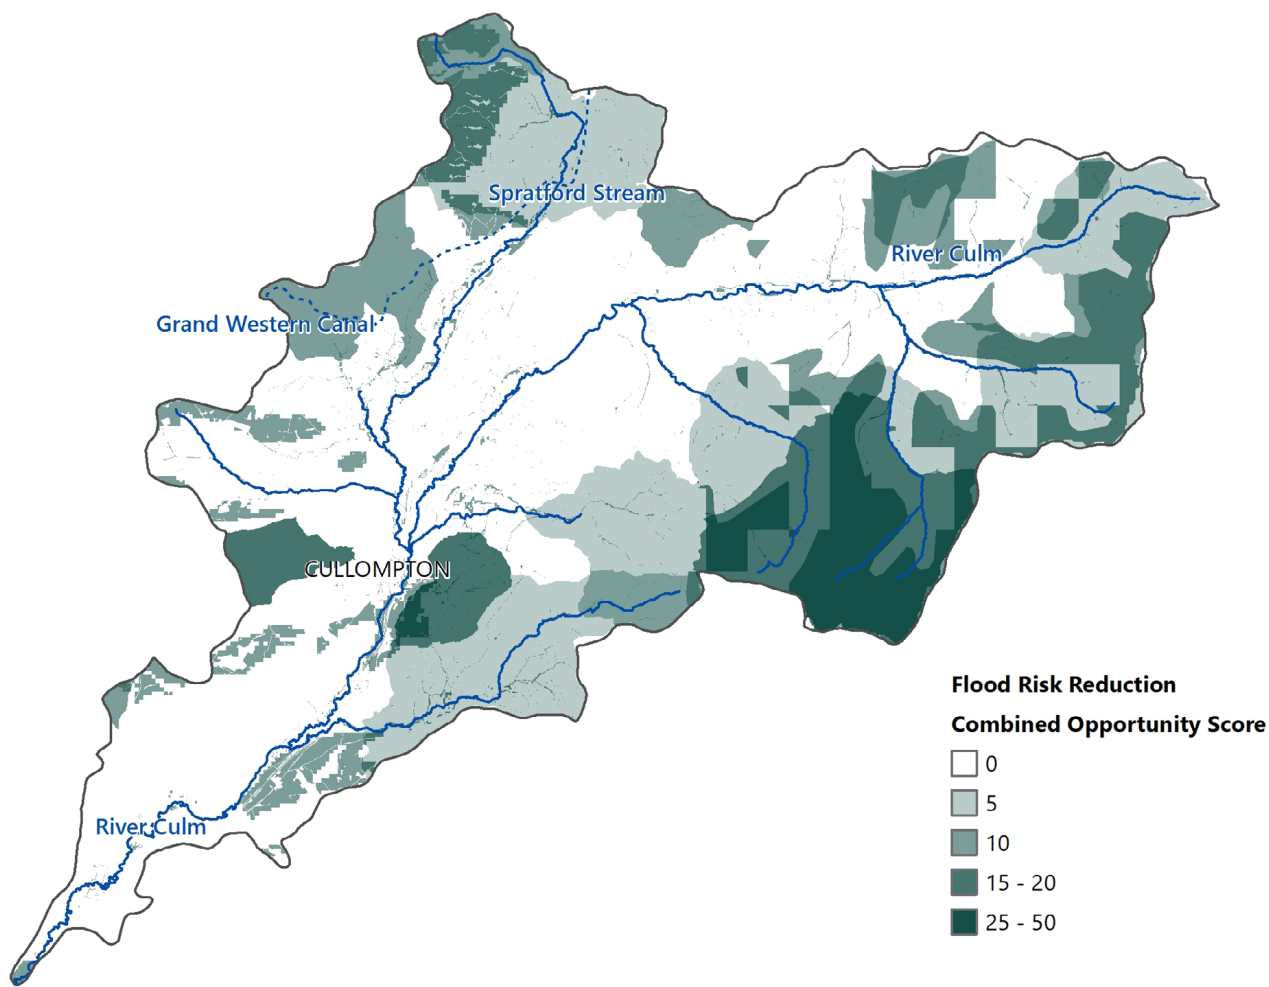 Spratford Stream
River Culm
Grand Western Canal
CULLOMPTON
River Culm
Flood Risk Reduction
Combined Opportunity Score
0
5
10
15 - 20
25 - 50